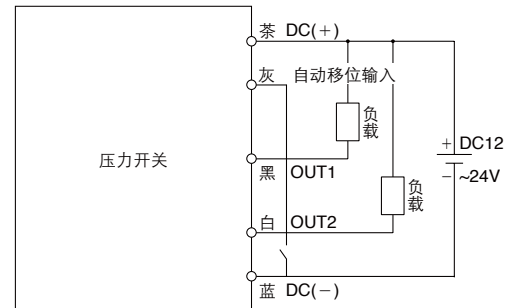 茶 DC(+)
灰 自动移位输入
负载
压力开关
+ DC12
- ~24V
黑 OUT1
负载
白 OUT2
蓝 DC(-)